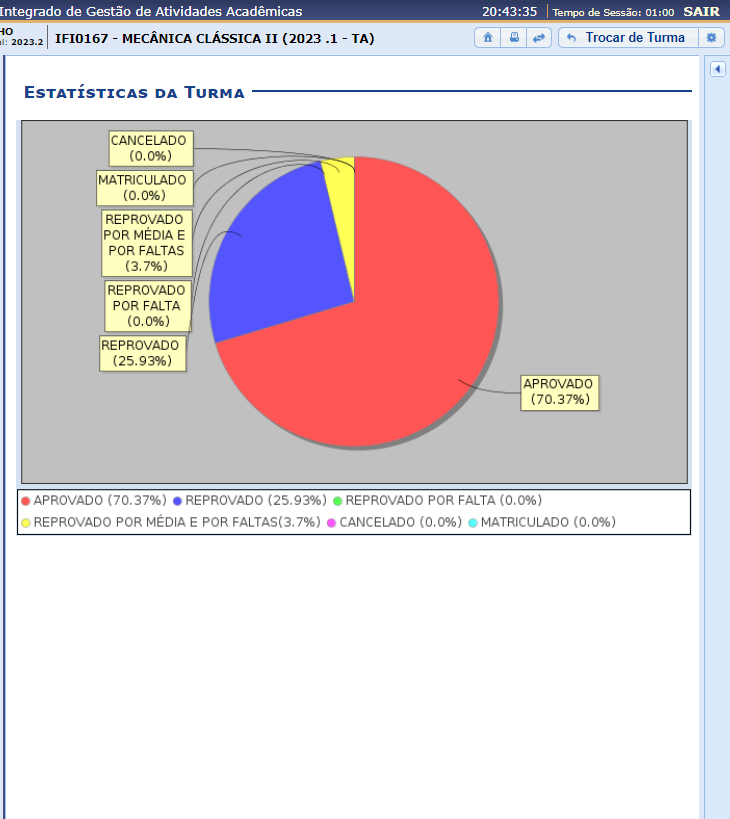 Integrado de Gestão de Atividades Acadêmicas 20:43:35 Tempo de Sessão: 01:00 SAIR
HO
el: 2023.2 IFI0167 - MECÂNICA CLÁSSICA II (2023 .1 - TA) Trocar de Turma
ESTATÍSTICAS DA TURMA
CANCELADO
(0.0%)
MATRICULADO
(0.0%)
REPROVADO
POR MÉDIA E
POR FALTAS
(3.7%)
REPROVADO
POR FALTA
(0.0%)
REPROVADO
(25.93%)
APROVADO
(70.37%)
APROVADO (70.37%) REPROVADO (25.93%) REPROVADO POR FALTA (0.0%)
REPROVADO POR MÉDIA E POR FALTAS(3.7%) CANCELADO (0.0%) MATRICULADO (0.0%)